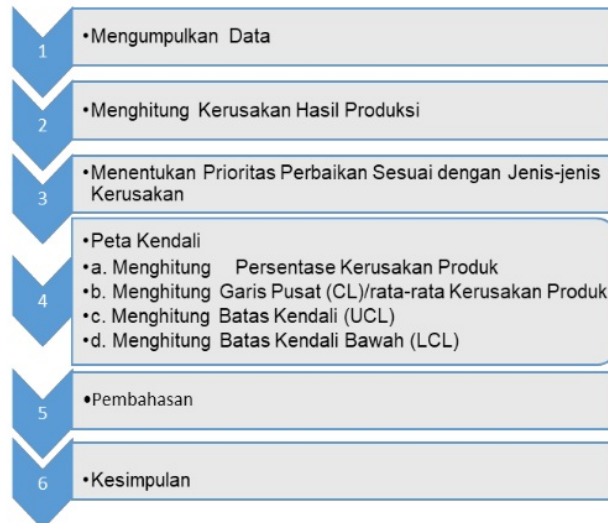 1
•Mengumpulkan Data
2
•Menghitung Kerusakan Hasil Produksi
3
•Menentukan Prioritas Perbaikan Sesuai dengan Jenis-jenis
Kerusakan
4
•Peta Kendali
•a. Menghitung Persentase Kerusakan Produk
•b. Menghitung Garis Pusat (CL)/rata-rata Kerusakan Produk
•c. Menghitung Batas Kendali (UCL)
•d. Menghitung Batas Kendali Bawah (LCL)
5
•Pembahasan
6
•Kesimpulan